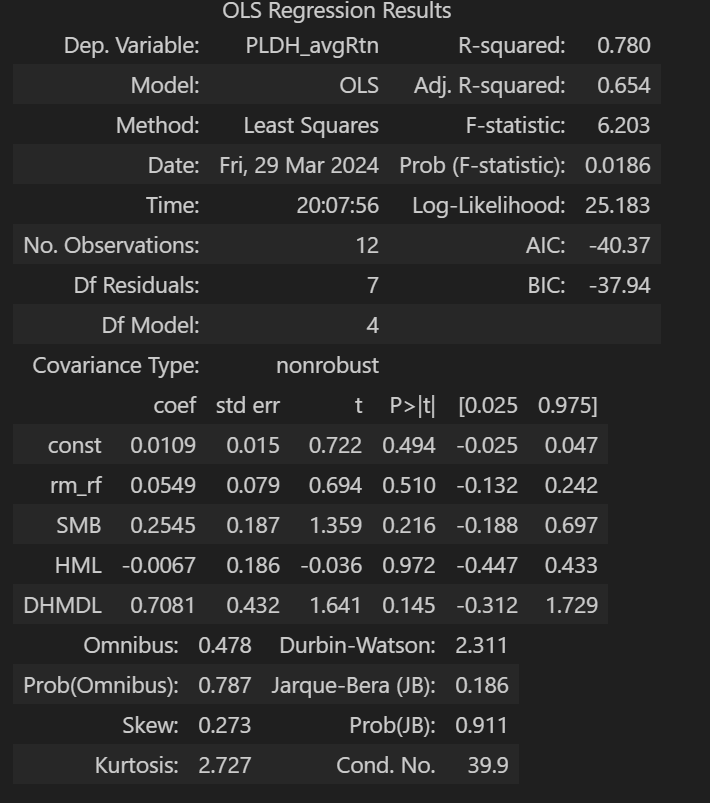 OLS Regression Results
Dep. Variable: PLDH_avgRtn R-squared: 0.780
Model: OLS Adj. R-squared: 0.654
Method: Least Squares F-statistic: 6.203
Date: Fri, 29 Mar 2024 Prob (F-statistic): 0.0186
Time: 20:07:56 Log-Likelihood: 25.183
No. Observations: 12 AIC: -40.37
Df Residuals: 7 BIC: -37.94
Df Model: 4
Covariance Type: nonrobust
coef std err t P>|t| [0.025 0.975]
const 0.0109 0.015 0.722 0.494 -0.025 0.047
rm_rf 0.0549 0.079 0.694 0.510 -0.132 0.242
SMB 0.2545 0.187 1.359 0.216 -0.188 0.697
HML -0.0067 0.186 -0.036 0.972 -0.447 0.433
DHMDL 0.7081 0.432 1.641 0.145 -0.312 1.729
Omnibus: 0.478 Durbin-Watson: 2.311
Prob(Omnibus): 0.787 Jarque-Bera (JB): 0.186
Skew: 0.273 Prob(JB): 0.911
Kurtosis: 2.727 Cond. No. 39.9